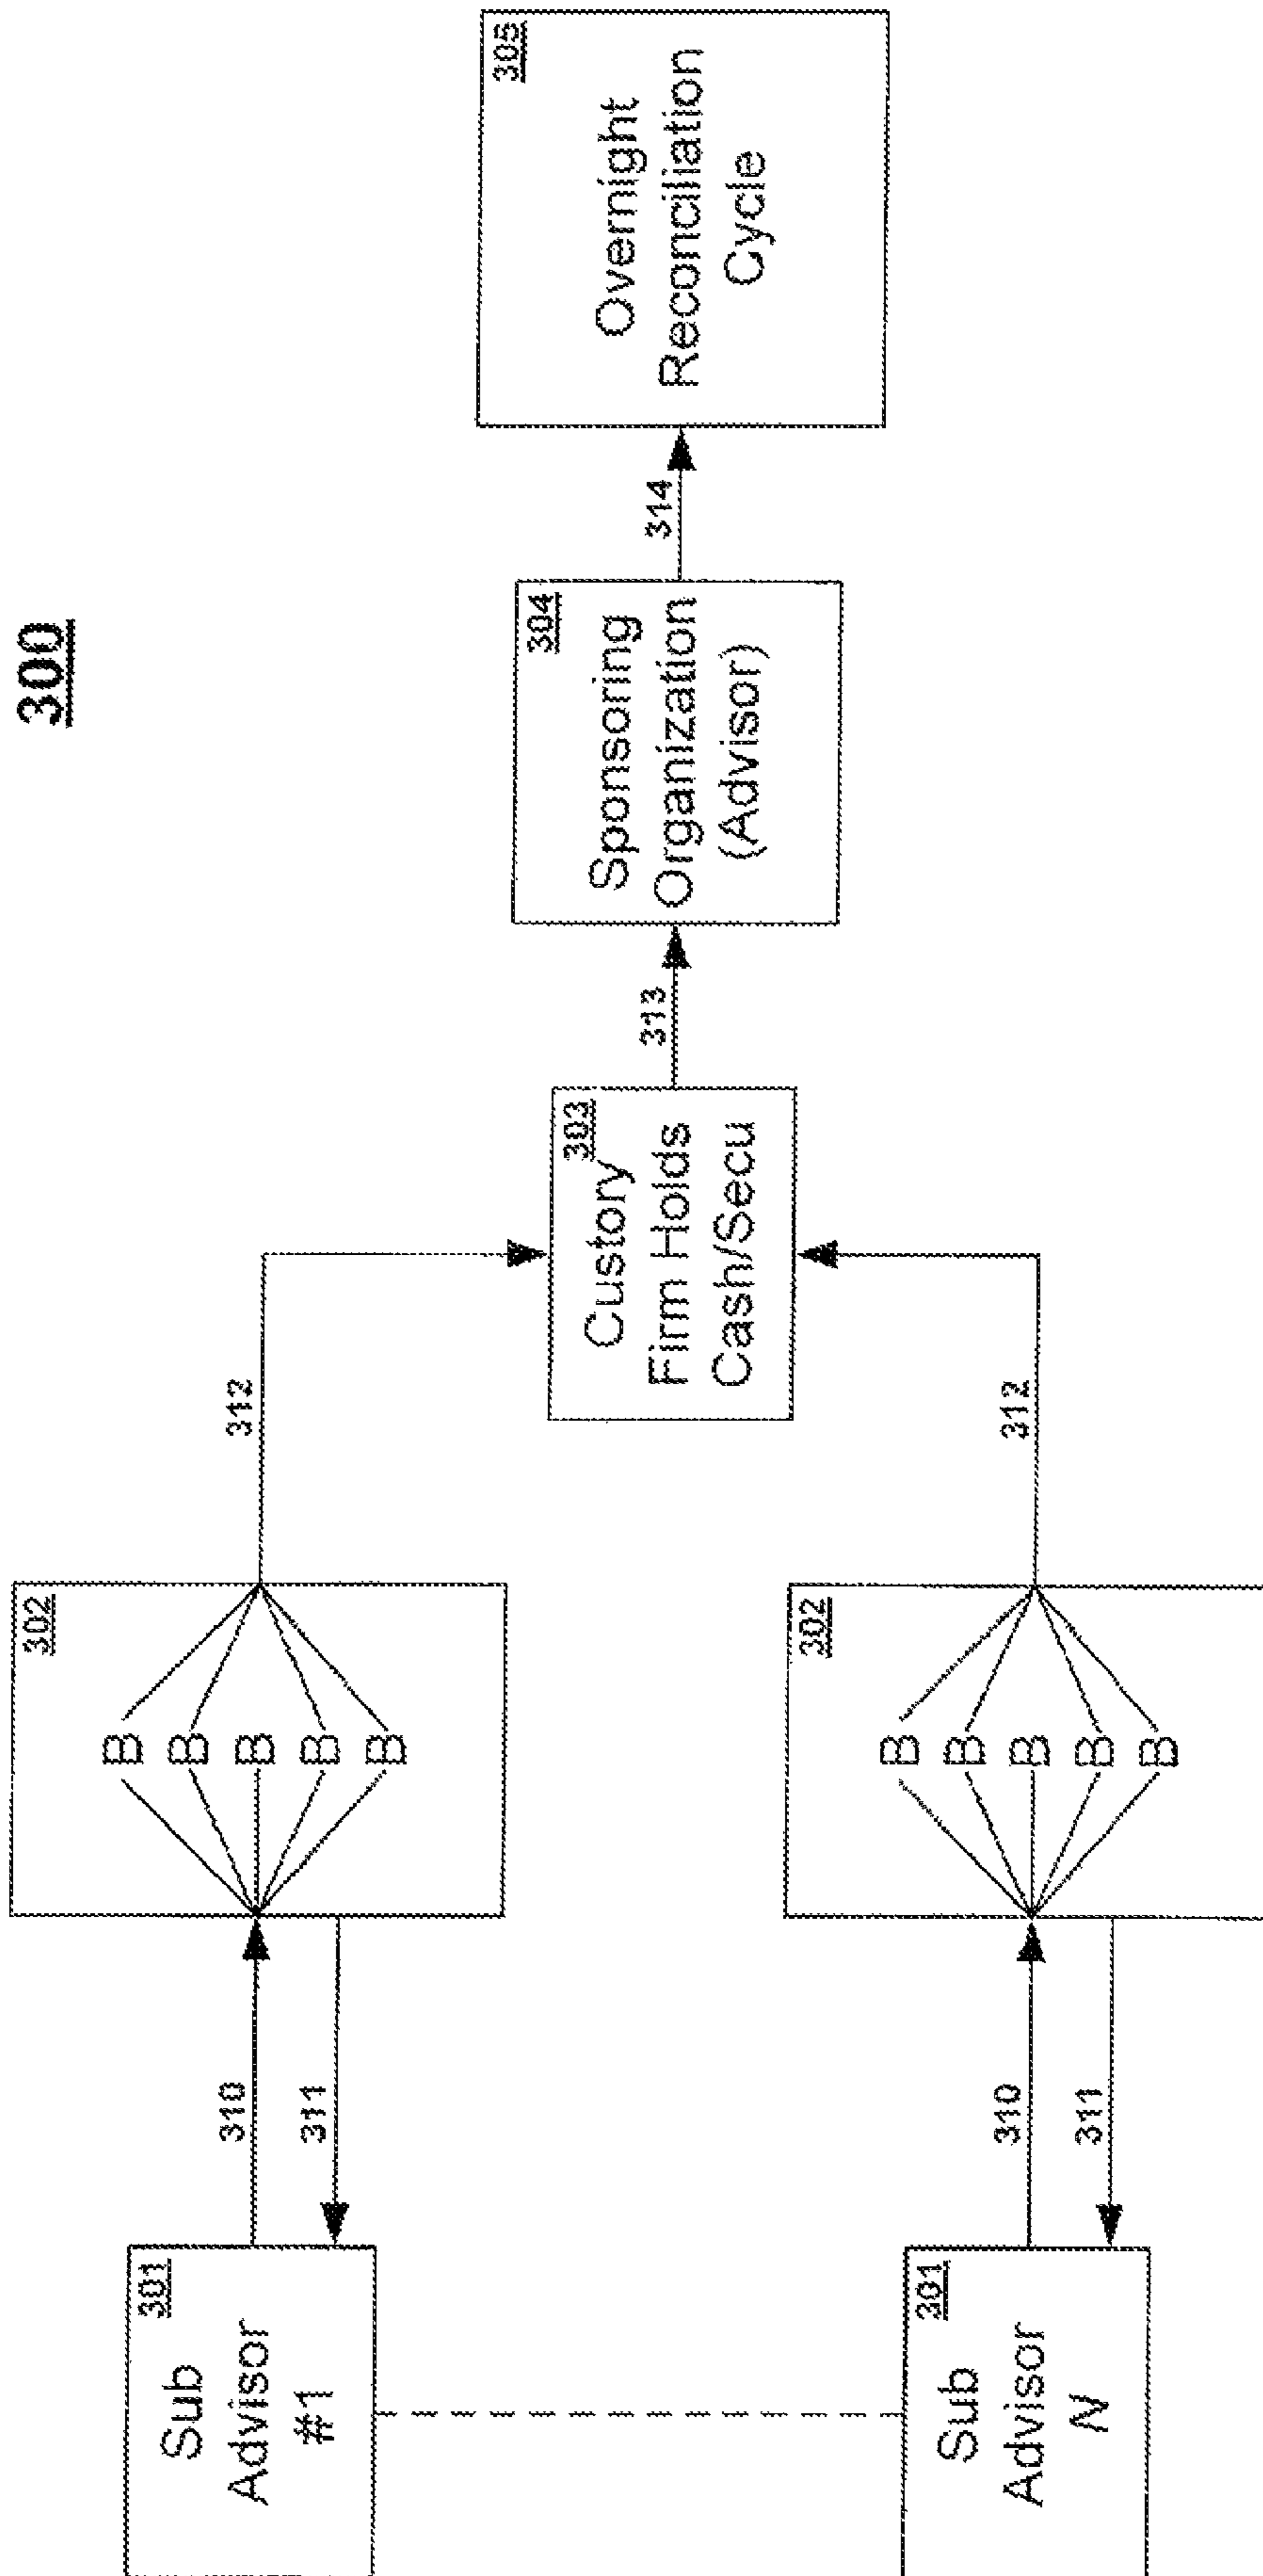 300
301
Sub
Advisor
#1
310
311
302
B
B
B
B
B
312
301
Sub
Advisor
N
310
311
302
B
B
B
B
B
312
303
Custory
Firm Holds
Cash/Secu
313
304
Sponsoring
Organization
(Advisor)
314
305
Overnight
Reconciliation
Cycle